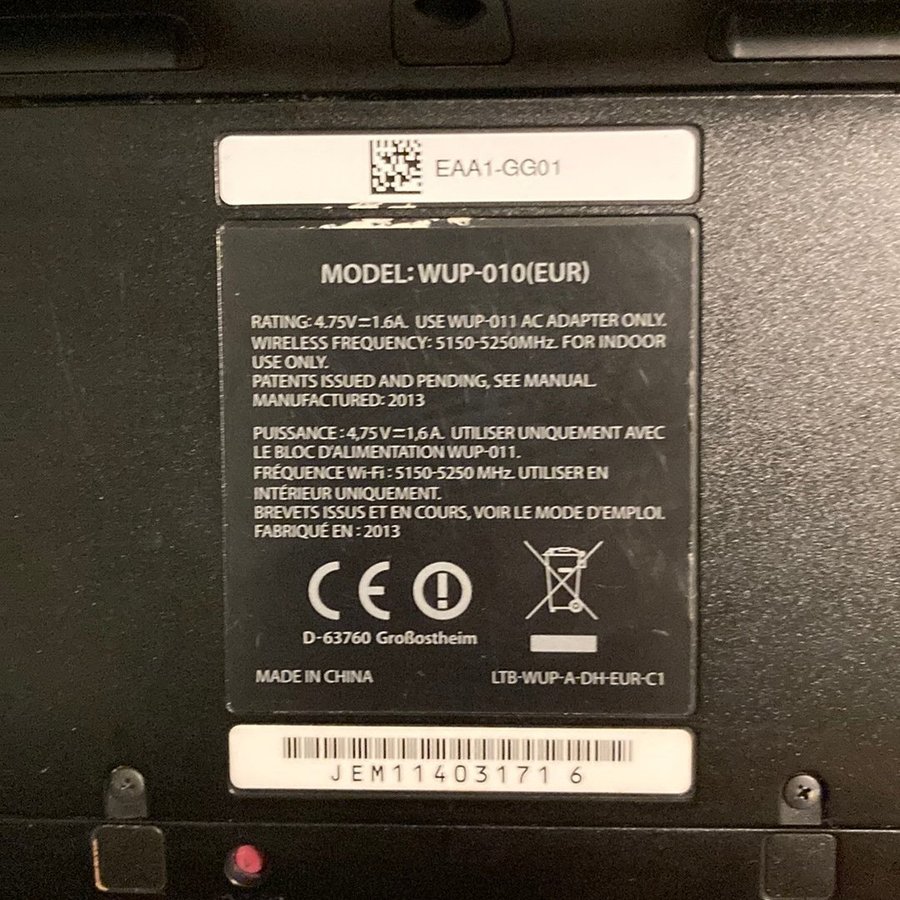 EAA1-GG01
MODEL: WUP-010(EUR)
RATING: 4.75V⎓1.6A. USE WUP-011 AC ADAPTER ONLY.
WIRELESS FREQUENCY: 5150-5250MHz. FOR INDOOR
USE ONLY.
PATENTS ISSUED AND PENDING, SEE MANUAL.
MANUFACTURED: 2013
PUISSANCE : 4,75 V⎓1,6 A. UTILISER UNIQUEMENT AVEC
LE BLOC D'ALIMENTATION WUP-011.
FRÉQUENCE Wi-Fi : 5150-5250 MHz. UTILISER EN
INTÉRIEUR UNIQUEMENT.
BREVETS ISSUS ET EN COURS, VOIR LE MODE D'EMPLOI.
FABRIQUÉ EN : 2013
CE
D-63760 Großostheim
MADE IN CHINA
LTB-WUP-A-DH-EUR-C1
JEM11403171 6